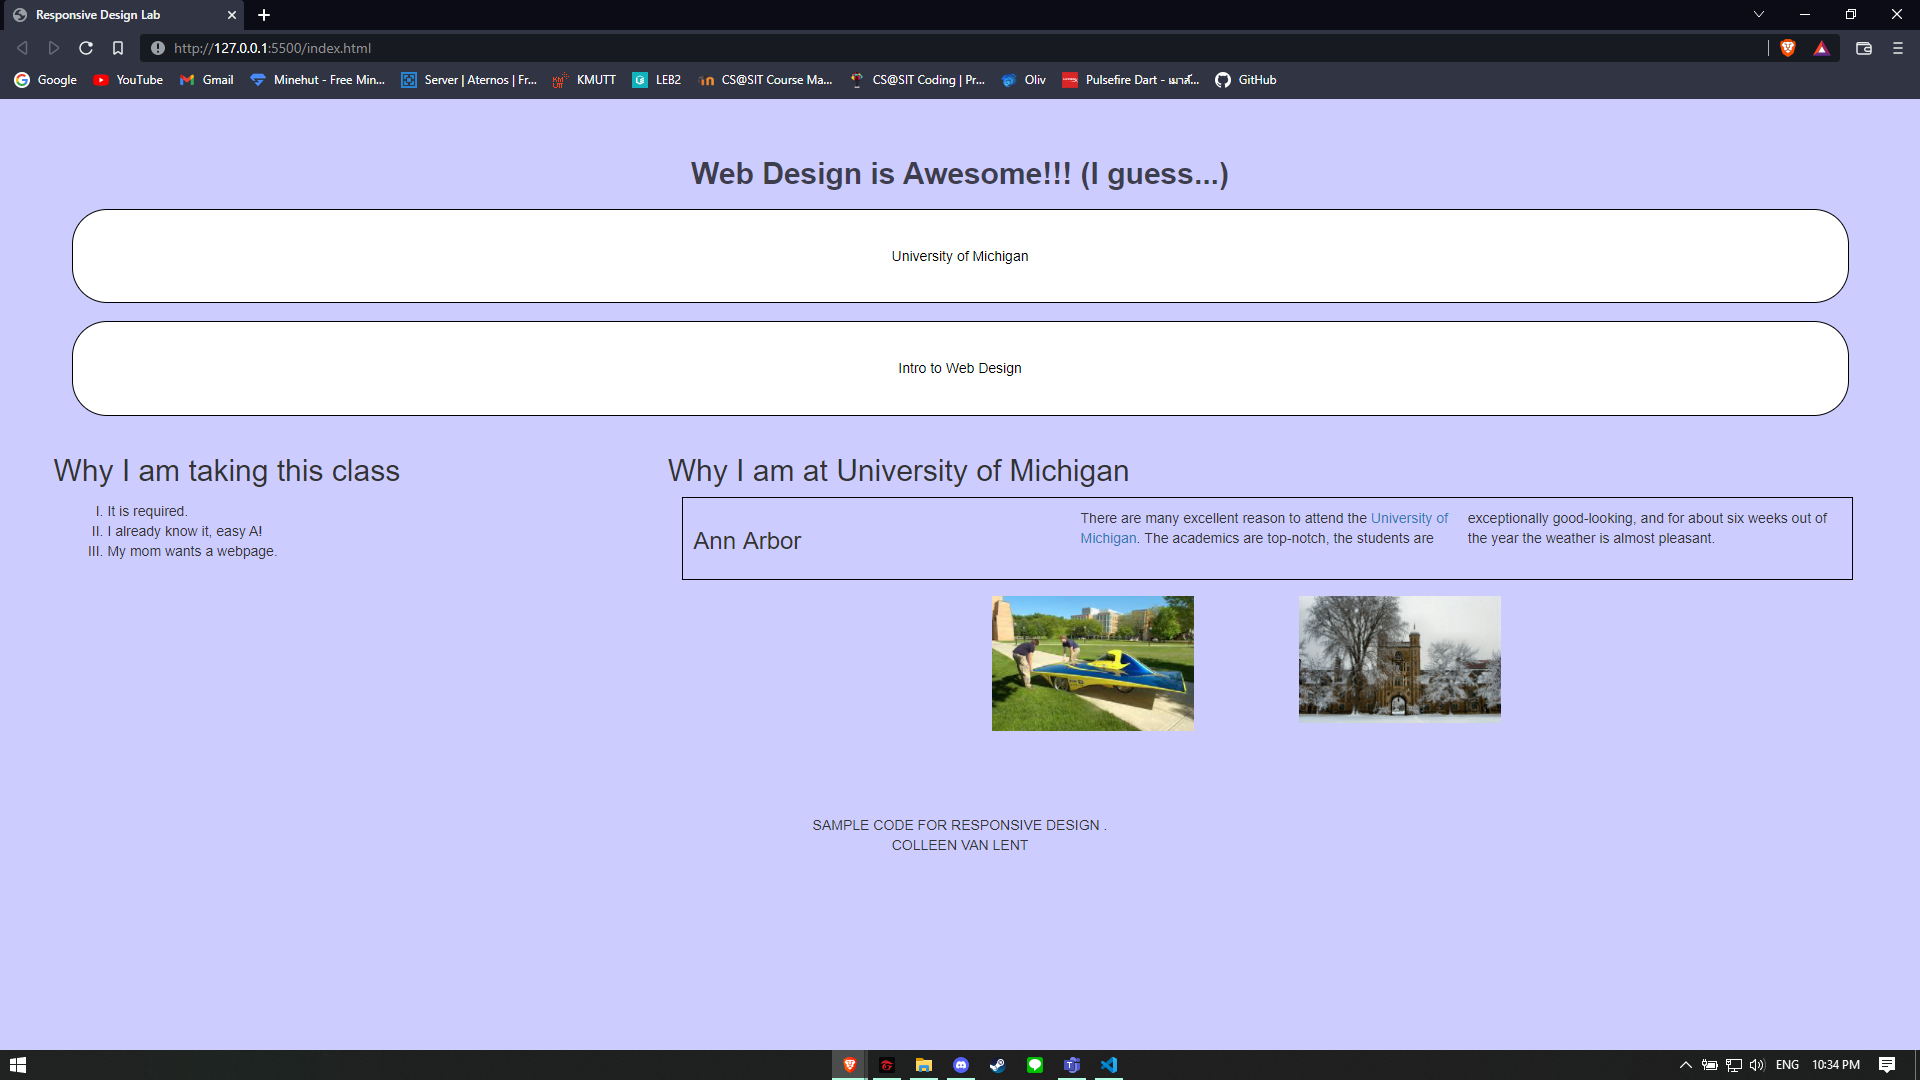 Responsive Design Lab
http://127.0.0.1:5500/index.html
Google YouTube Gmail Minehut - Free Min... Server | Aternos | Fr... KMUTT LEB2 CS@SIT Course Ma... CS@SIT Coding | Pr... Oliv Pulsefire Dart - เมาส์... GitHub
Web Design is Awesome!!! (I guess...)
University of Michigan
Intro to Web Design
Why I am taking this class
I. It is required.
II. I already know it, easy A!
III. My mom wants a webpage.
Why I am at University of Michigan
Ann Arbor
There are many excellent reason to attend the University of
Michigan. The academics are top-notch, the students are
exceptionally good-looking, and for about six weeks out of
the year the weather is almost pleasant.
SAMPLE CODE FOR RESPONSIVE DESIGN .
COLLEEN VAN LENT
ENG 10:34 PM